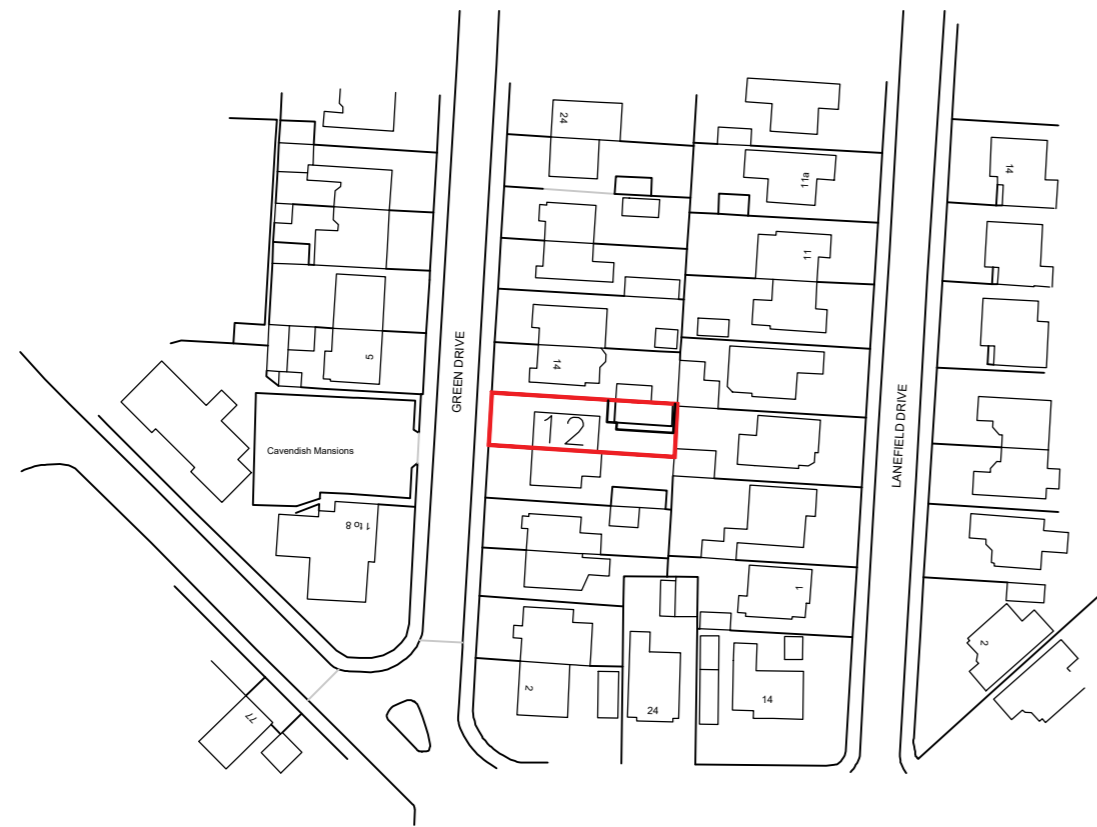 24
11a
14
11
GREEN DRIVE
5
14
12
LANEFIELD DRIVE
Cavendish Mansions
1 to 8
1
2
2
77
24
14